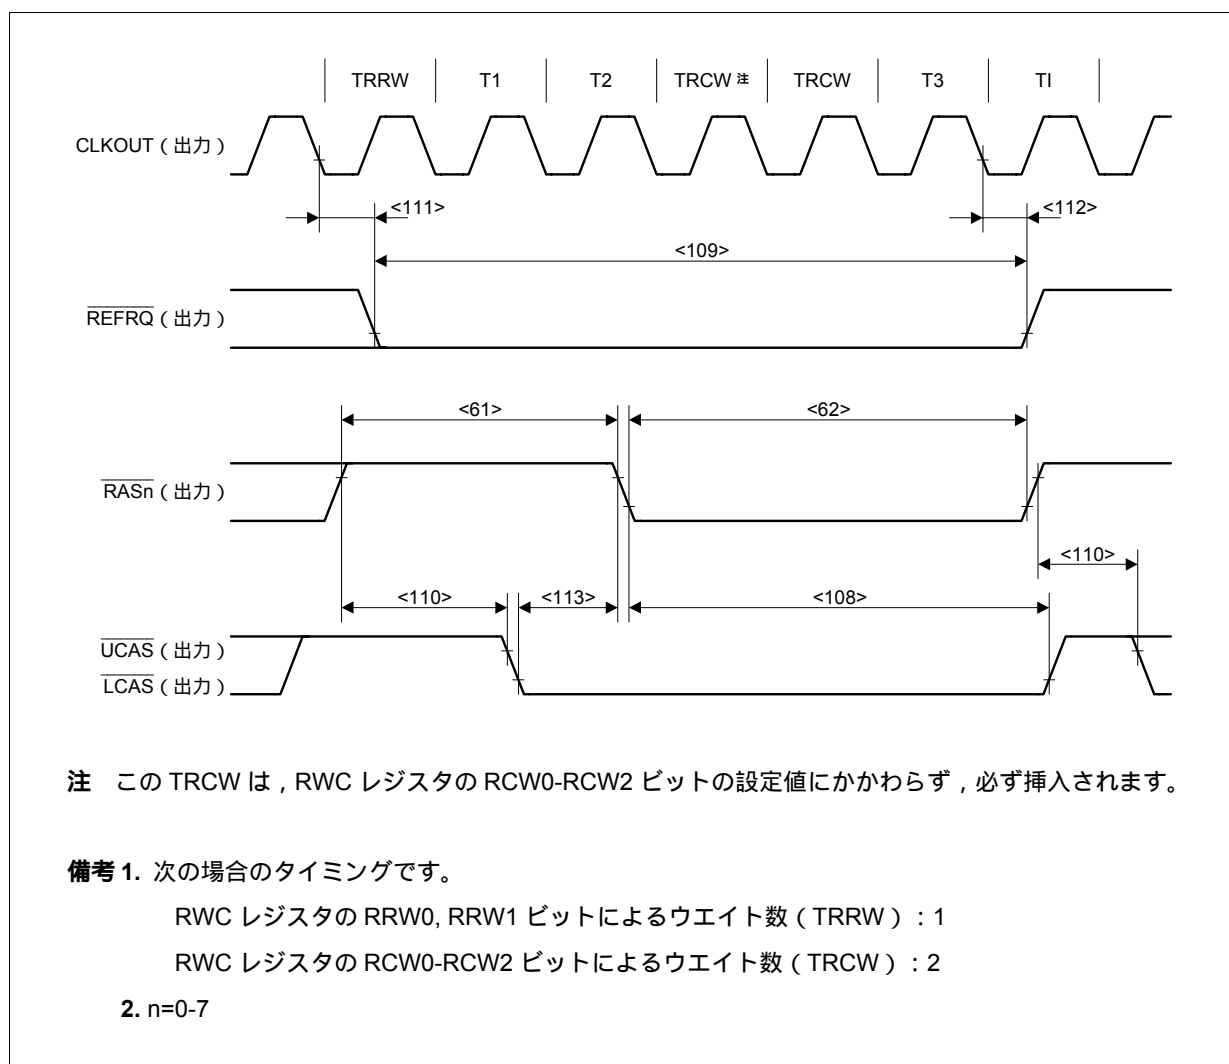 TRRW T1 T2 TRCW 注 TRCW T3 TI
CLKOUT（出力）
<111> <112>
<109>
REFRQ（出力）
<61> <62>
RASn（出力）
<110>
<110> <113> <108>
UCAS（出力）
LCAS（出力）
注 この TRCW は，RWC レジスタの RCW0-RCW2 ビットの設定値にかかわらず，必ず挿入されます。
備考 1. 次の場合のタイミングです。
RWC レジスタの RRW0, RRW1 ビットによるウエイト数（TRRW）：1
RWC レジスタの RCW0-RCW2 ビットによるウエイト数（TRCW）：2
2. n=0-7